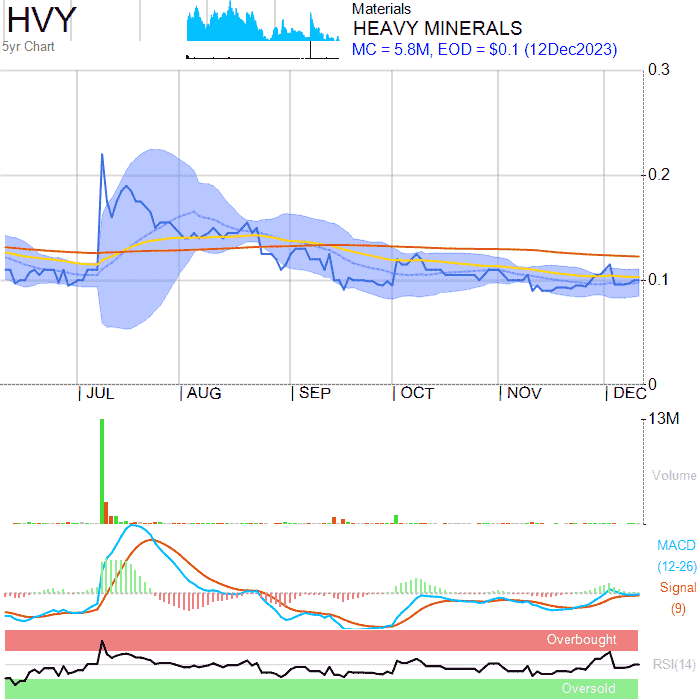 HVY
5yr Chart
Materials
HEAVY MINERALS
MC = 5.8M, EOD = $0.1 (12Dec2023)
0.3
0.2
0.1
0
JUL AUG SEP OCT NOV DEC
13M
Volume
MACD
(12-26)
Signal
(9)
Overbought
RSI(14)
Oversold